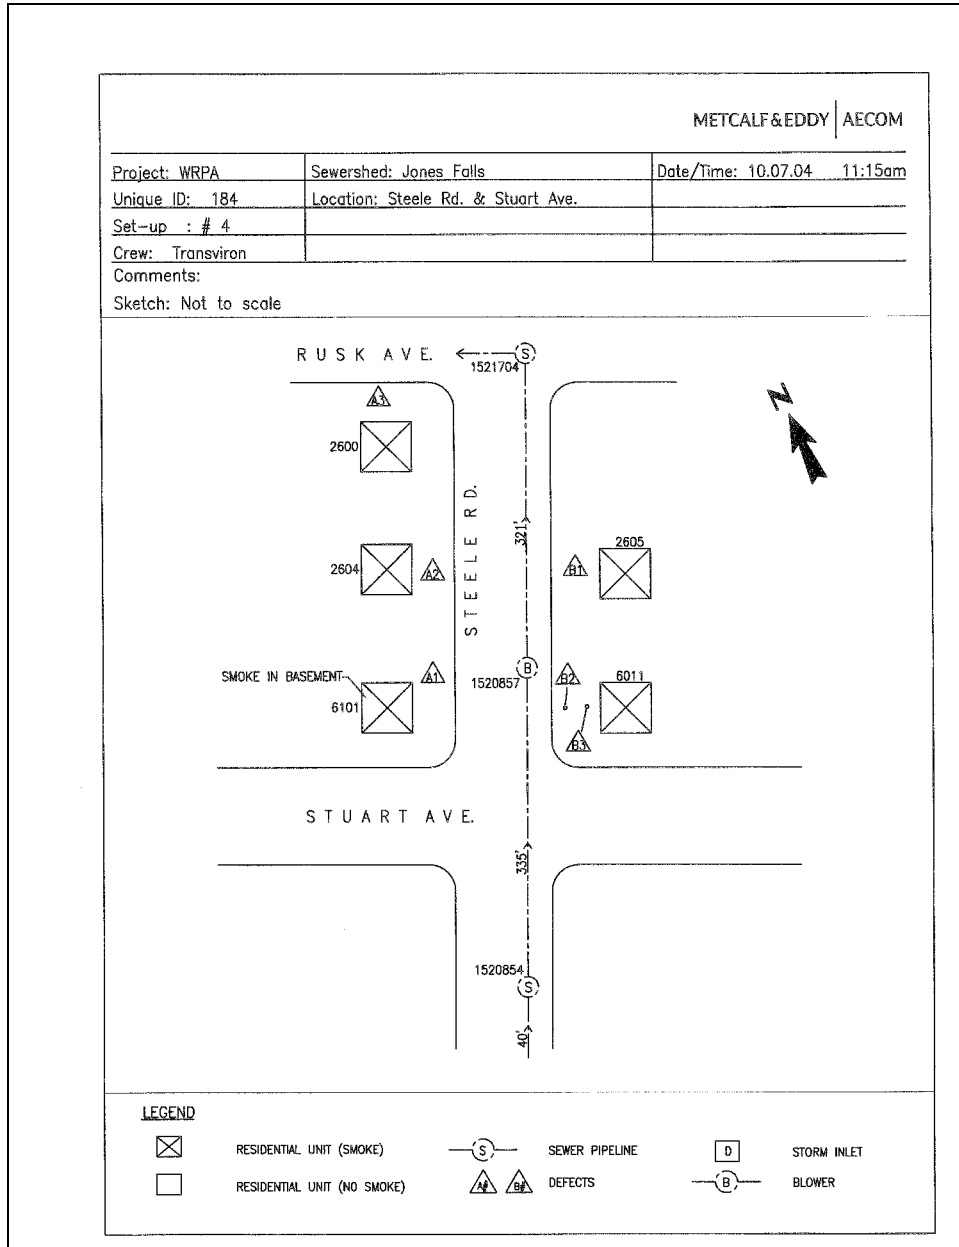 METCALF&EDDY | AECOM
Project: WRPA Sewershed: Jones Falls Date/Time: 10.07.04 11:15am
Unique ID: 184 Location: Steele Rd. & Stuart Ave.
Set-up : # 4
Crew: Transviron
Comments:
Sketch: Not to scale
RUSK AVE. S
1521704
N
A3
2600
STEELE RD.
321'
2605
2604 A2 B1
SMOKE IN BASEMENT A1 B B2 6011
1520857
6101
B3
STUART AVE.
335'
1520854
S
40'
LEGEND
RESIDENTIAL UNIT (SMOKE) S SEWER PIPELINE D STORM INLET
RESIDENTIAL UNIT (NO SMOKE) A# B# DEFECTS B BLOWER